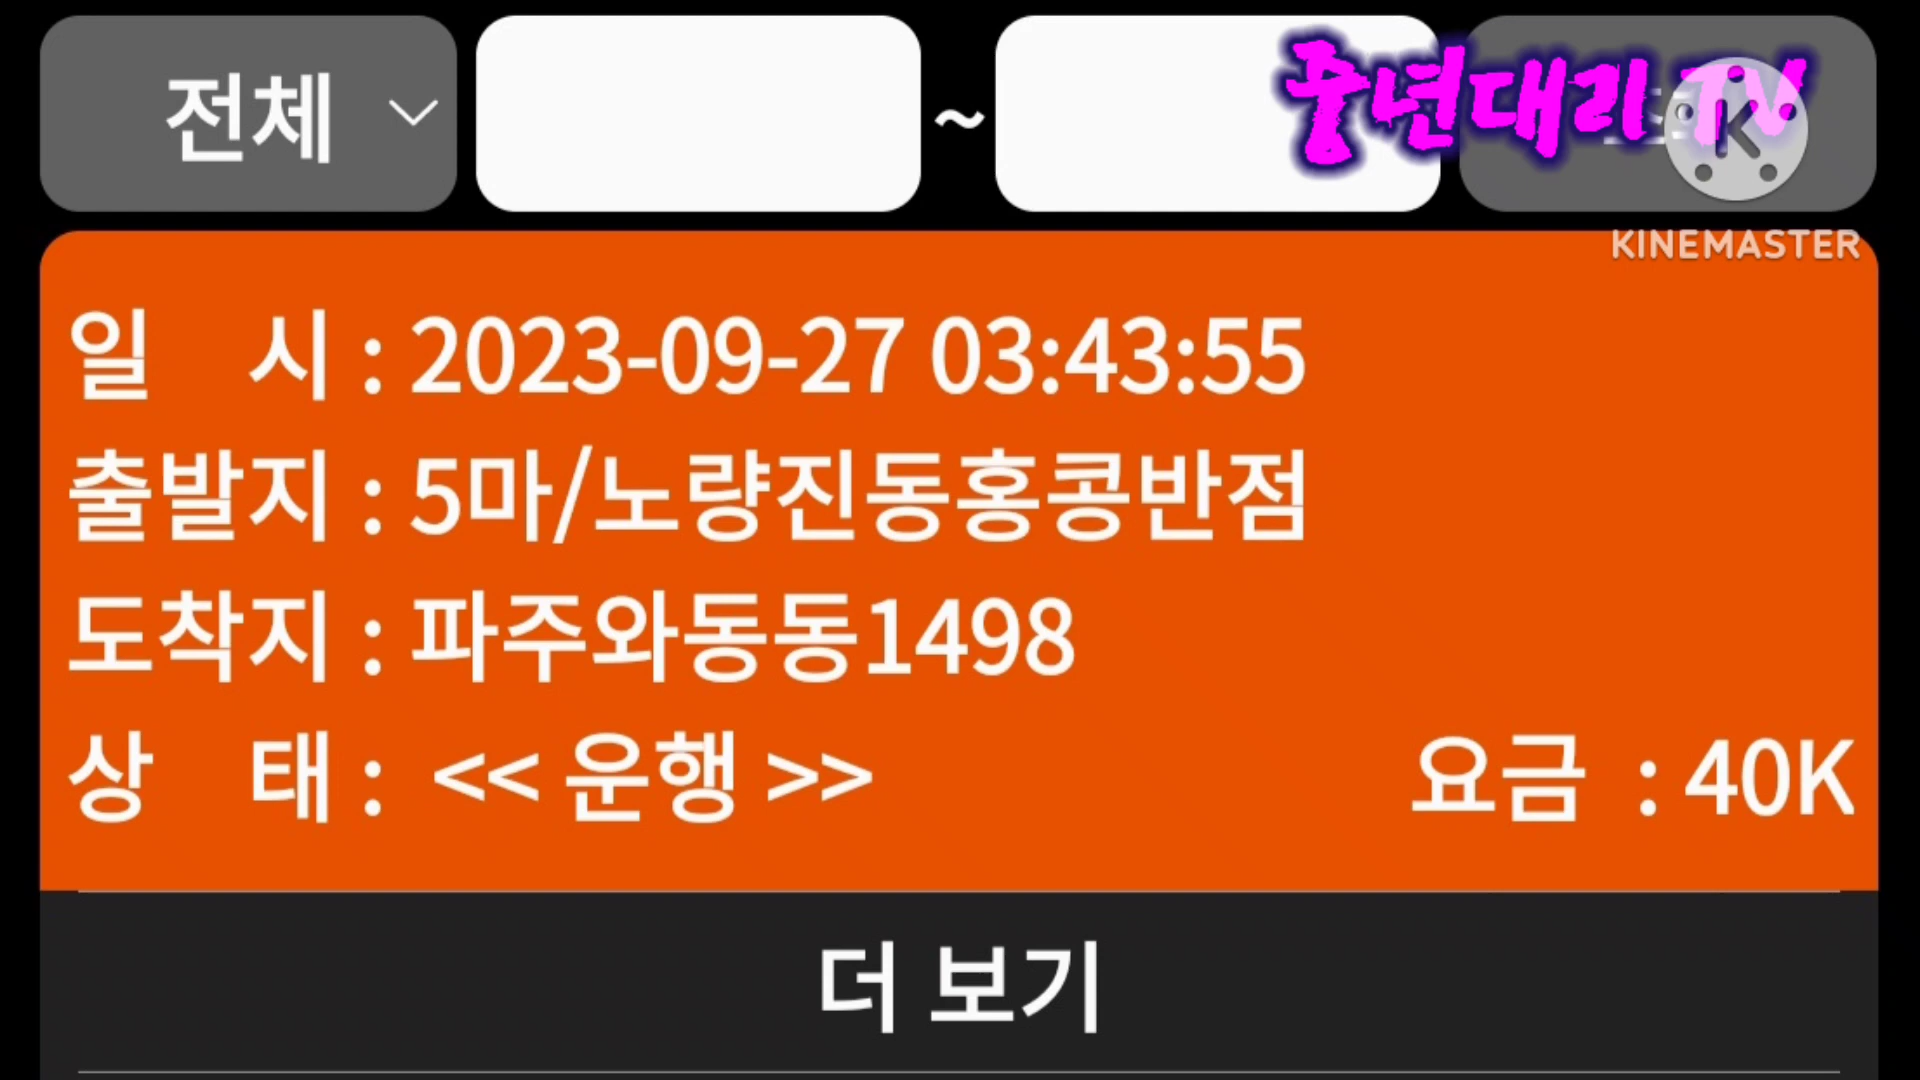 전체
~
중년대리 TV
KINEMASTER
일 시 : 2023-09-27 03:43:55
출발지 : 5마/노량진동홍콩반점
도착지 : 파주와동동1498
상 태 : << 운행 >> 요금 : 40K
더 보기